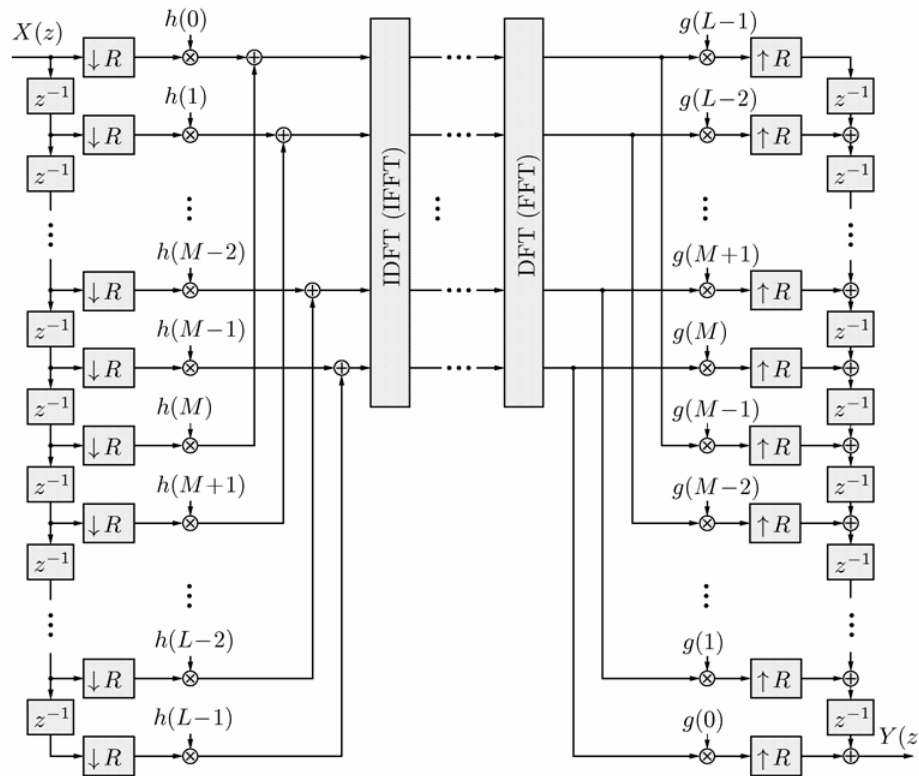 h(0) g(L−1)
X(z) ↓R ↑R
z⁻¹ h(1) g(L−2) z⁻¹
↓R ↑R
z⁻¹ z⁻¹
IDFT (IFFT) DFT (FFT)
h(M−2) g(M+1)
↓R ↑R
z⁻¹ h(M−1) g(M) z⁻¹
↓R ↑R
z⁻¹ h(M) g(M−1) z⁻¹
↓R ↑R
z⁻¹ h(M+1) g(M−2) z⁻¹
↓R ↑R
z⁻¹ z⁻¹
h(L−2) g(1)
↓R ↑R
z⁻¹ h(L−1) g(0) z⁻¹
↓R ↑R Y(z